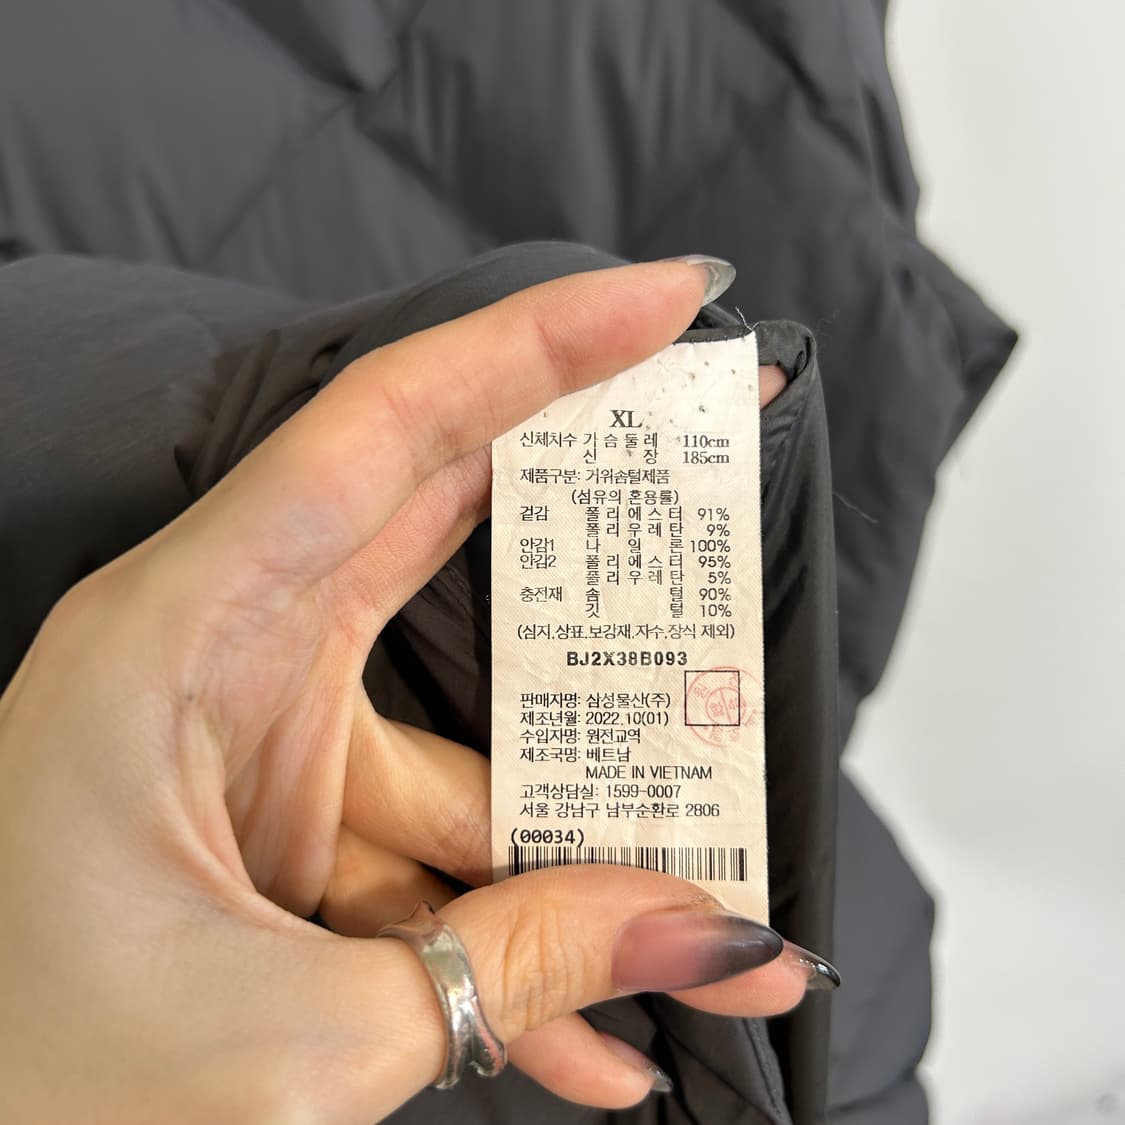 XL
신체치수 가슴둘레 110cm
신장 185cm
제품구분: 거위솜털제품
(섬유의 혼용률)
겉감 폴리에스터 91%
폴리우레탄 9%
안감1 나일론 100%
안감2 폴리에스터 95%
폴리우레탄 5%
충전재 솜털 90%
깃털 10%
(심지,상표,보강재,자수,장식 제외)
BJ2X38B093
판매자명: 삼성물산(주)
제조년월: 2022.10(01)
수입자명: 원전교역
제조국명: 베트남
MADE IN VIETNAM
고객상담실: 1599-0007
서울 강남구 남부순환로 2806
(00034)